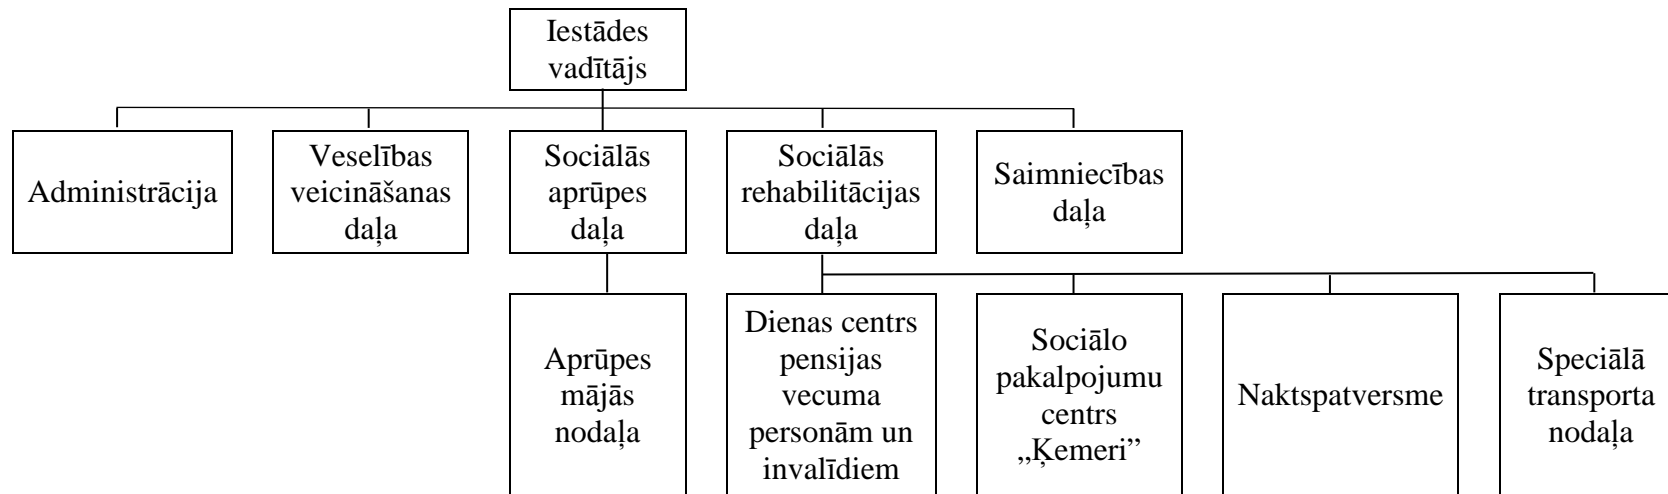 Iestādes
vadītājs
Administrācija
Veselības
veicināšanas
daļa
Sociālās
aprūpes
daļa
Sociālās
rehabilitācijas
daļa
Saimniecības
daļa
Aprūpes
mājās
nodaļa
Dienas centrs
pensijas
vecuma
personām un
invalīdiem
Sociālo
pakalpojumu
centrs
„Ķemeri”
Naktspatversme
Speciālā
transporta
nodaļa